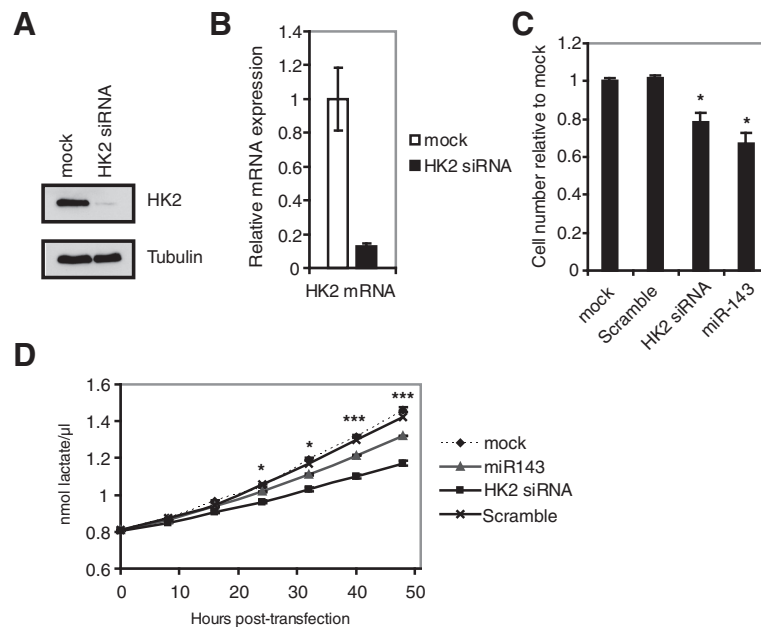 A
mock
HK2 siRNA
HK2
Tubulin
B
Relative mRNA expression
1.4
1.2
1
0.8
0.6
0.4
0.2
0
HK2 mRNA
mock
HK2 siRNA
C
Cell number relative to mock
1.2
1
0.8
0.6
0.4
0.2
0
*
*
mock
Scramble
HK2 siRNA
miR-143
D
nmol lactate/µl
1.6
1.4
1.2
1
0.8
0.6
*
*
***
***
0
10
20
30
40
50
Hours post-transfection
mock
miR143
HK2 siRNA
Scramble